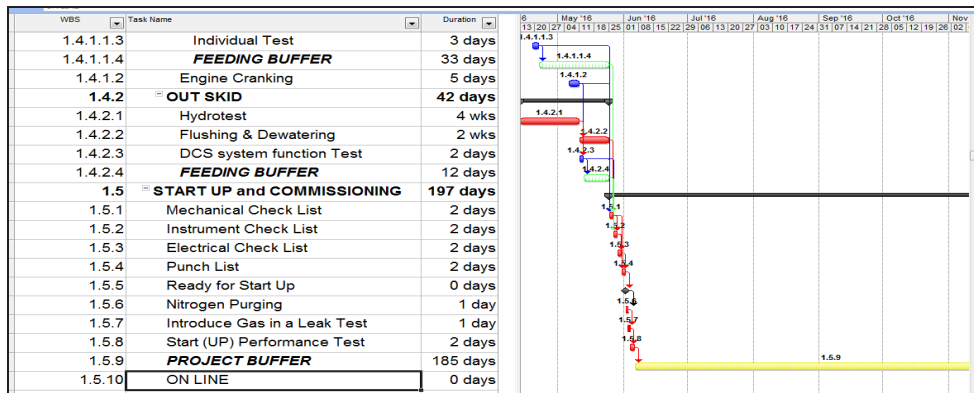 WBS Task Name Duration
6 May '16 Jun '16 Jul '16 Aug '16 Sep '16 Oct '16 Nov
13 20 27 04 11 18 25 01 08 15 22 29 06 13 20 27 03 10 17 24 31 07 14 21 28 05 12 19 26 02
1.4.1.1.3 Individual Test 3 days
1.4.1.1.4 FEEDING BUFFER 33 days
1.4.1.2 Engine Cranking 5 days
1.4.2 OUT SKID 42 days
1.4.2.1 Hydrotest 4 wks
1.4.2.2 Flushing & Dewatering 2 wks
1.4.2.3 DCS system function Test 2 days
1.4.2.4 FEEDING BUFFER 12 days
1.5 START UP and COMMISSIONING 197 days
1.5.1 Mechanical Check List 2 days
1.5.2 Instrument Check List 2 days
1.5.3 Electrical Check List 2 days
1.5.4 Punch List 2 days
1.5.5 Ready for Start Up 0 days
1.5.6 Nitrogen Purging 1 day
1.5.7 Introduce Gas in a Leak Test 1 day
1.5.8 Start (UP) Performance Test 2 days
1.5.9 PROJECT BUFFER 185 days
1.5.10 ON LINE 0 days
1.4.1.1.3
1.4.1.1.4
1.4.1.2
1.4.2.1
1.4.2.2
1.4.2.3
1.4.2.4
1.5.1
1.5.2
1.5.3
1.5.4
1.5.6
1.5.7
1.5.8
1.5.9